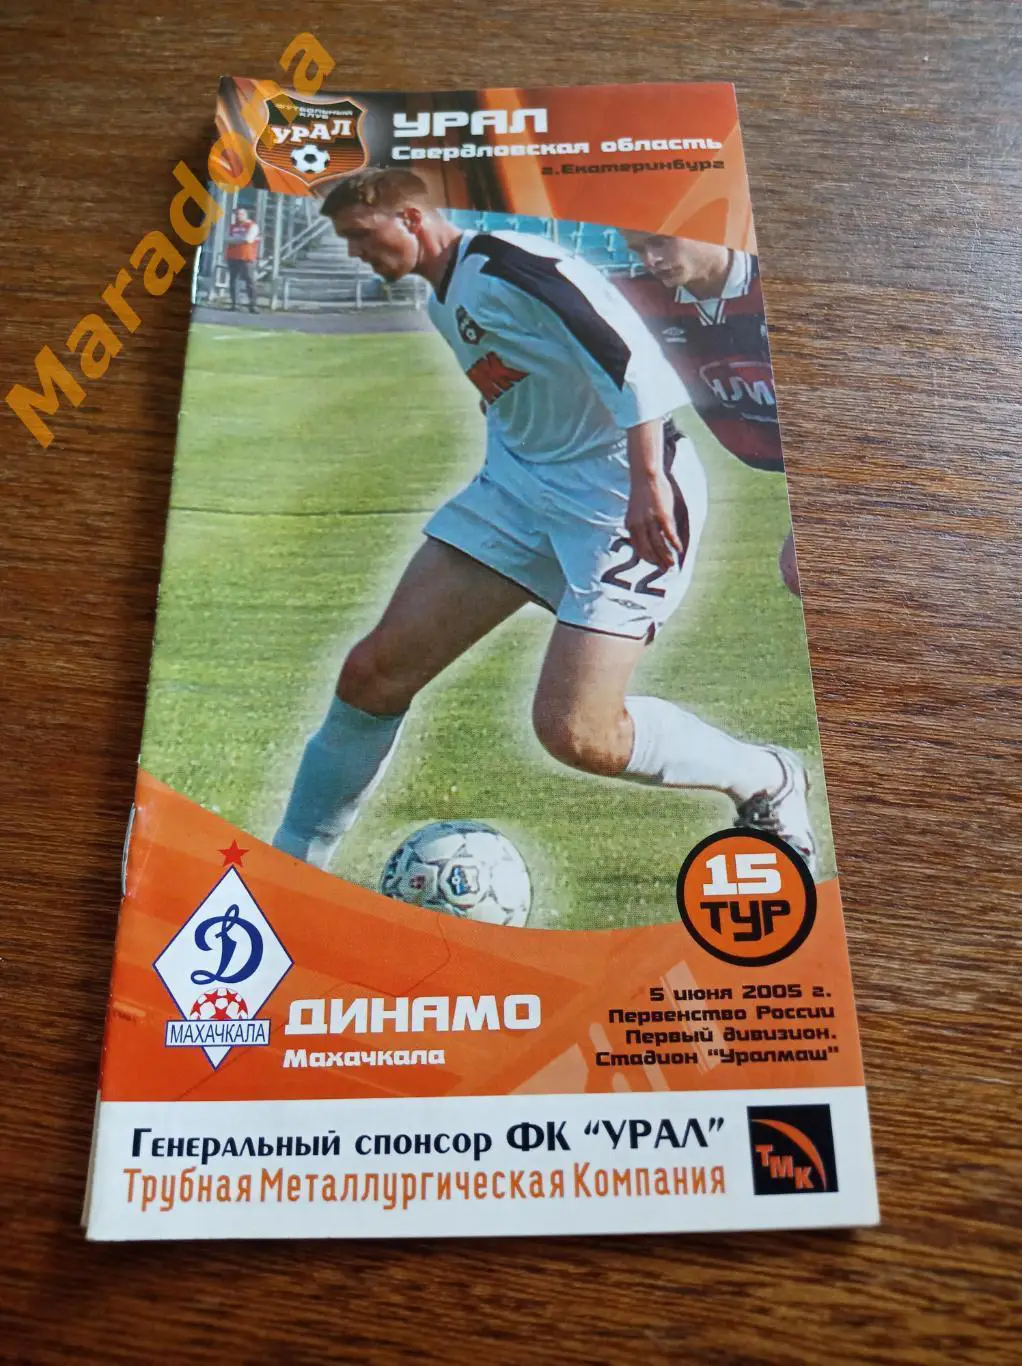 Maradona
ФУТБОЛЬНЫЙ
КЛУБ
УРАЛ
УРАЛ
Свердловская область
г.Екатеринбург
22
15
ТУР
МАХАЧКАЛА
ДИНАМО
Махачкала
5 июня 2005 г.
Первенство России
Первый дивизион.
Стадион "Уралмаш"
Генеральный спонсор ФК "УРАЛ"
Трубная Металлургическая Компания
ТМК